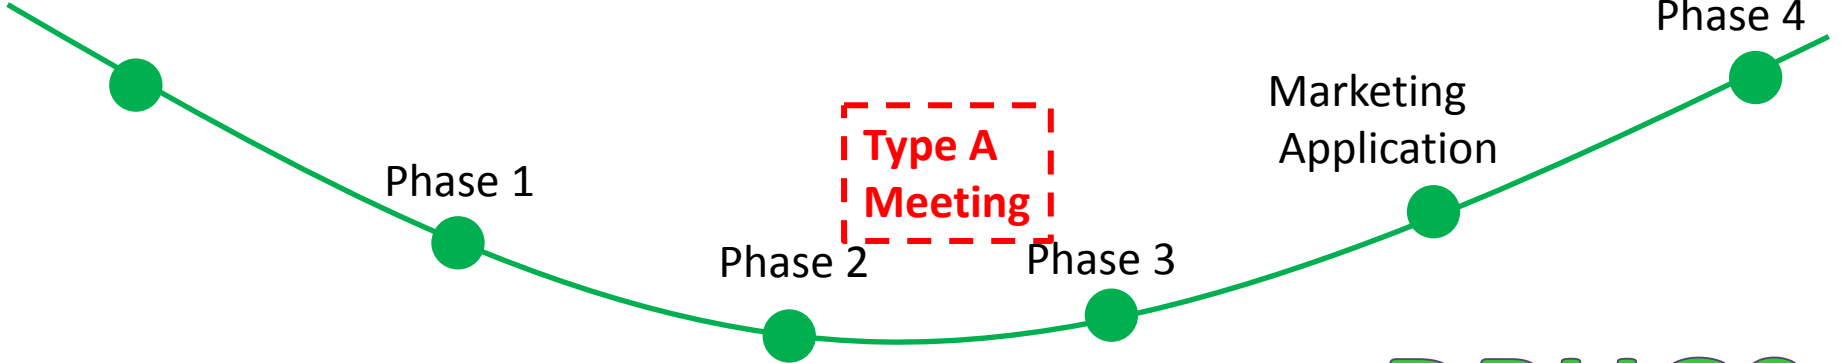 Phase 4
Marketing
Application
Type A
Meeting
Phase 1
Phase 2
Phase 3